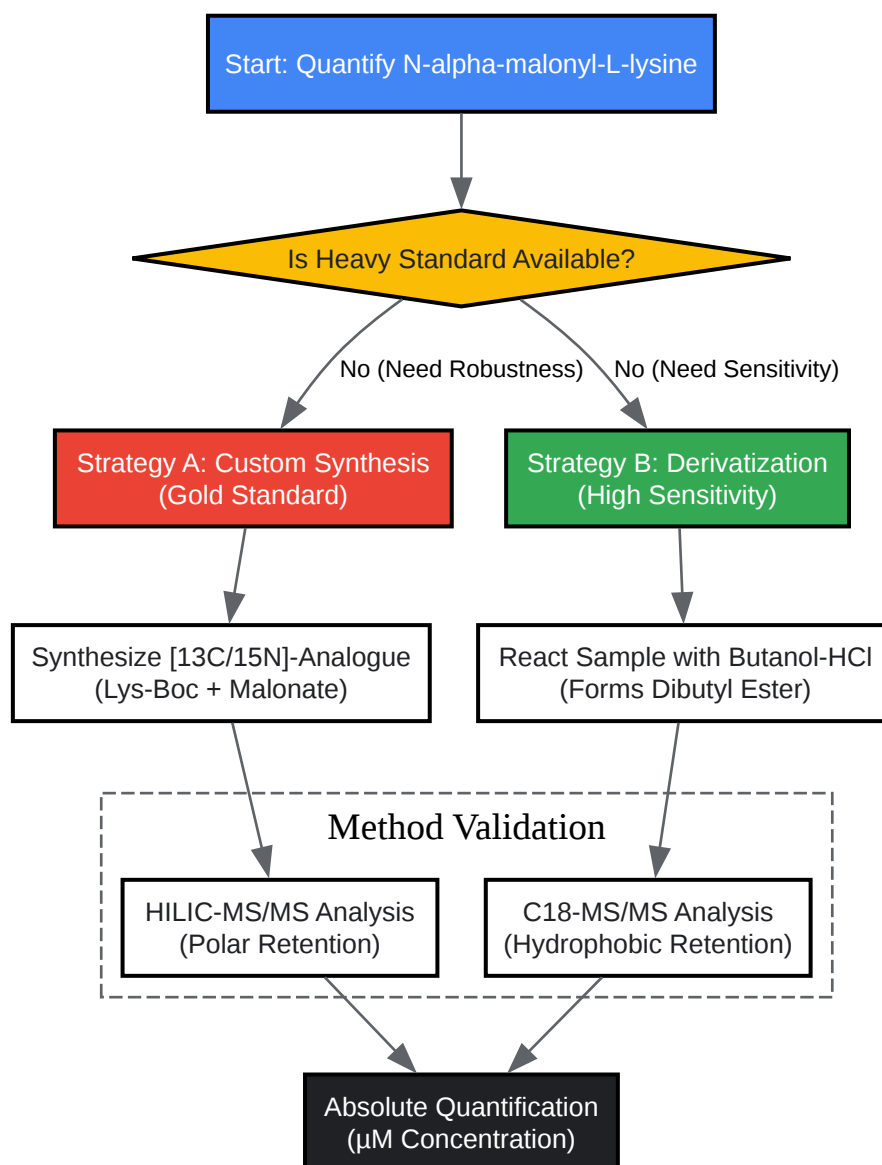 Start: Quantify N-alpha-malonyl-L-lysine
Is Heavy Standard Available?
No (Need Robustness)
No (Need Sensitivity)
Strategy A: Custom Synthesis
(Gold Standard)
Strategy B: Derivatization
(High Sensitivity)
Synthesize [13C/15N]-Analogue
(Lys-Boc + Malonate)
React Sample with Butanol-HCl
(Forms Dibutyl Ester)
Method Validation
HILIC-MS/MS Analysis
(Polar Retention)
C18-MS/MS Analysis
(Hydrophobic Retention)
Absolute Quantification
(µM Concentration)